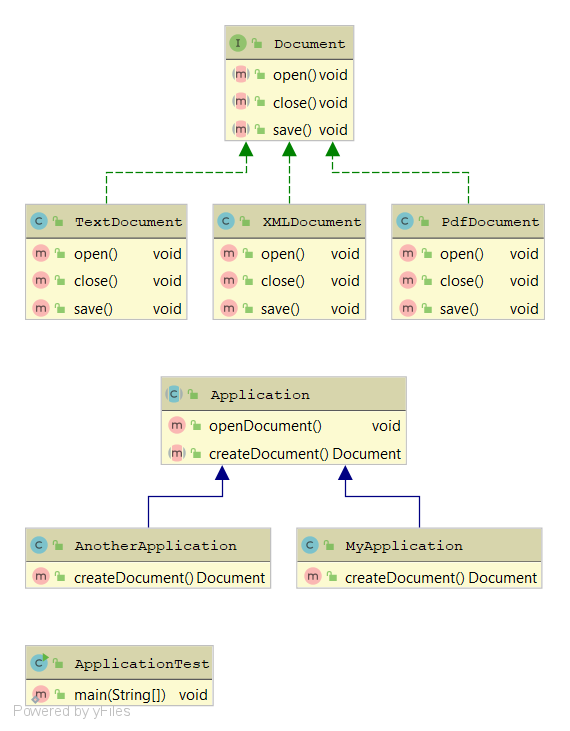 Document
open() void
close() void
save() void
TextDocument XMLDocument PdfDocument
open() void open() void open() void
close() void close() void close() void
save() void save() void save() void
Application
openDocument() void
createDocument() Document
AnotherApplication MyApplication
createDocument() Document createDocument() Document
ApplicationTest
main(String[]) void
Powered by yFiles